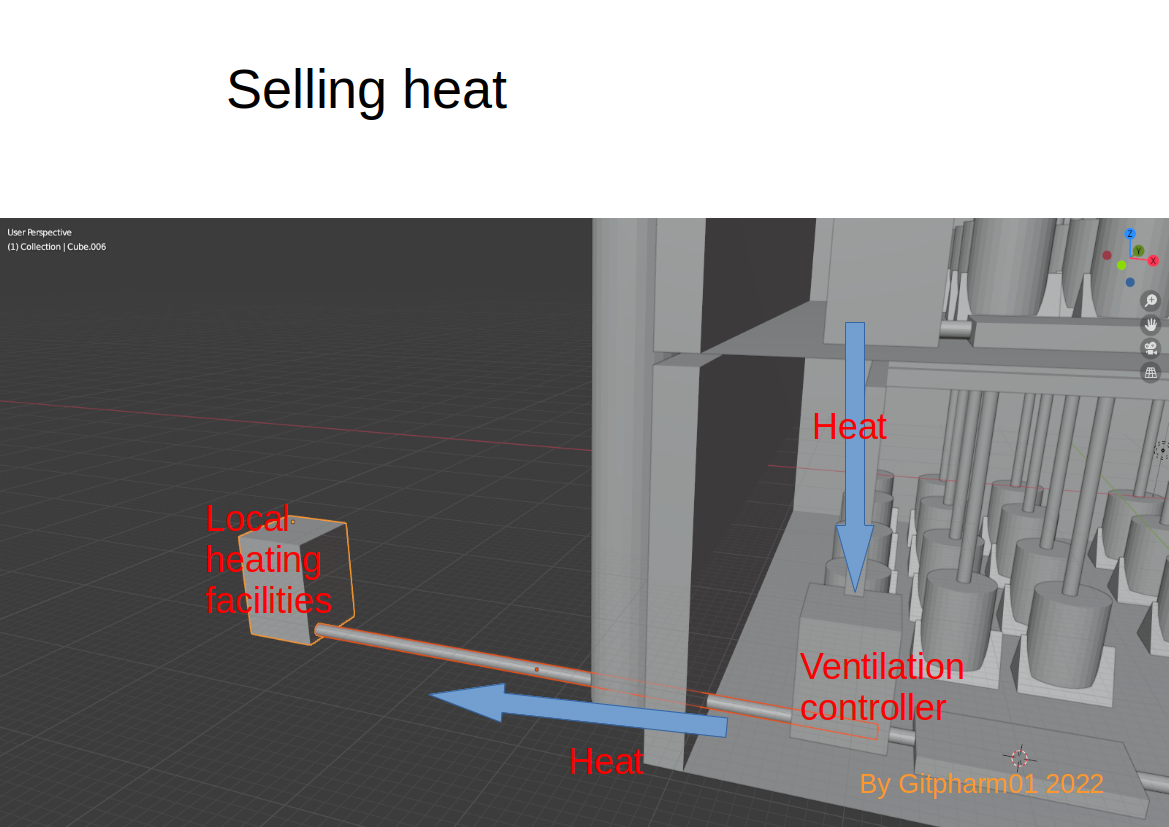 Selling heat
User Perspective
(1) Collection | Cube.006
Z
Y
X
Heat
Local
heating
facilities
Ventilation
controller
Heat
By Gitpharm01 2022